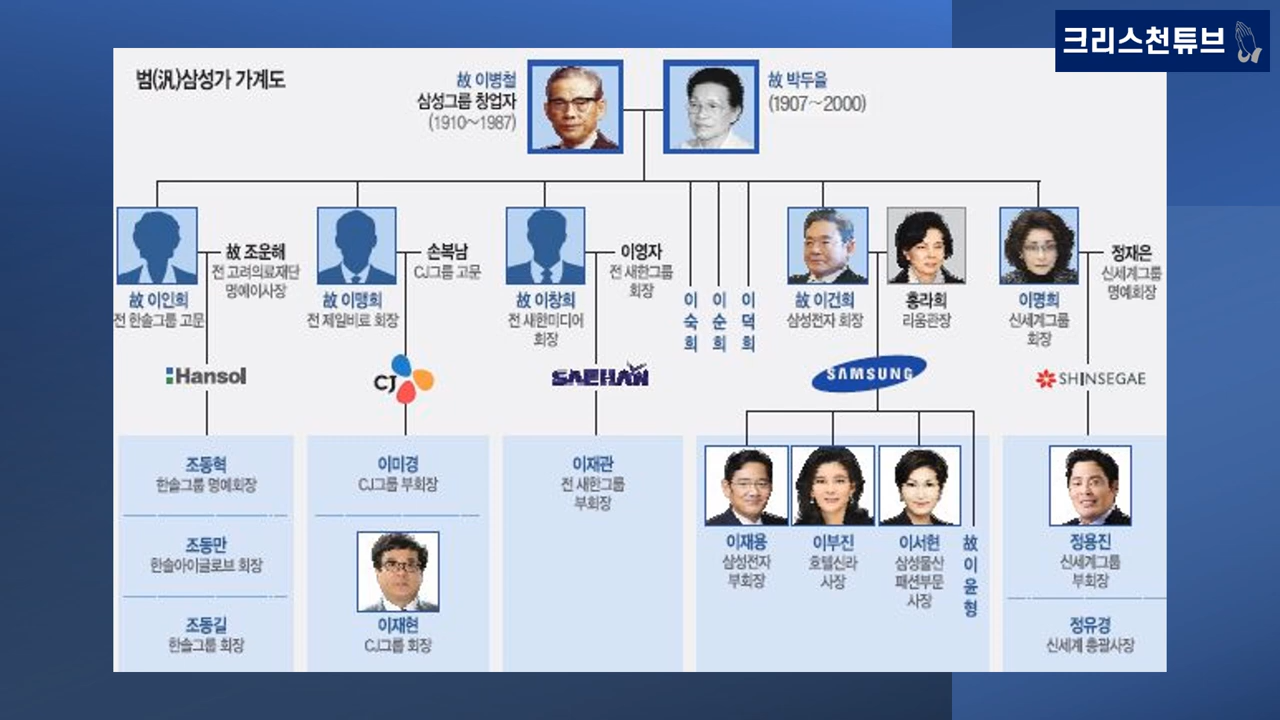 크리스천튜브
범(汎)삼성가 가계도
故 이병철
삼성그룹 창업자
(1910~1987)
故 박두을
(1907~2000)
故 이인희
전 한솔그룹 고문
故 조운해
전 고려의료재단
명예이사장
故 이맹희
전 제일비료 회장
손복남
CJ그룹 고문
故 이창희
전 새한미디어
회장
이영자
전 새한그룹
회장
이숙희
이순희
이덕희
故 이건희
삼성전자 회장
홍라희
리움관장
이명희
신세계그룹
회장
정재은
신세계그룹
명예회장
Hansol
CJ
SAEHAN
SAMSUNG
SHINSEGAE
조동혁
한솔그룹 명예회장
조동만
한솔아이글로브 회장
조동길
한솔그룹 회장
이미경
CJ그룹 부회장
이재현
CJ그룹 회장
이재관
전 새한그룹
부회장
이재용
삼성전자
부회장
이부진
호텔신라
사장
이서현
삼성물산
패션부문
사장
故이윤형
정용진
신세계그룹
부회장
정유경
신세계 총괄사장